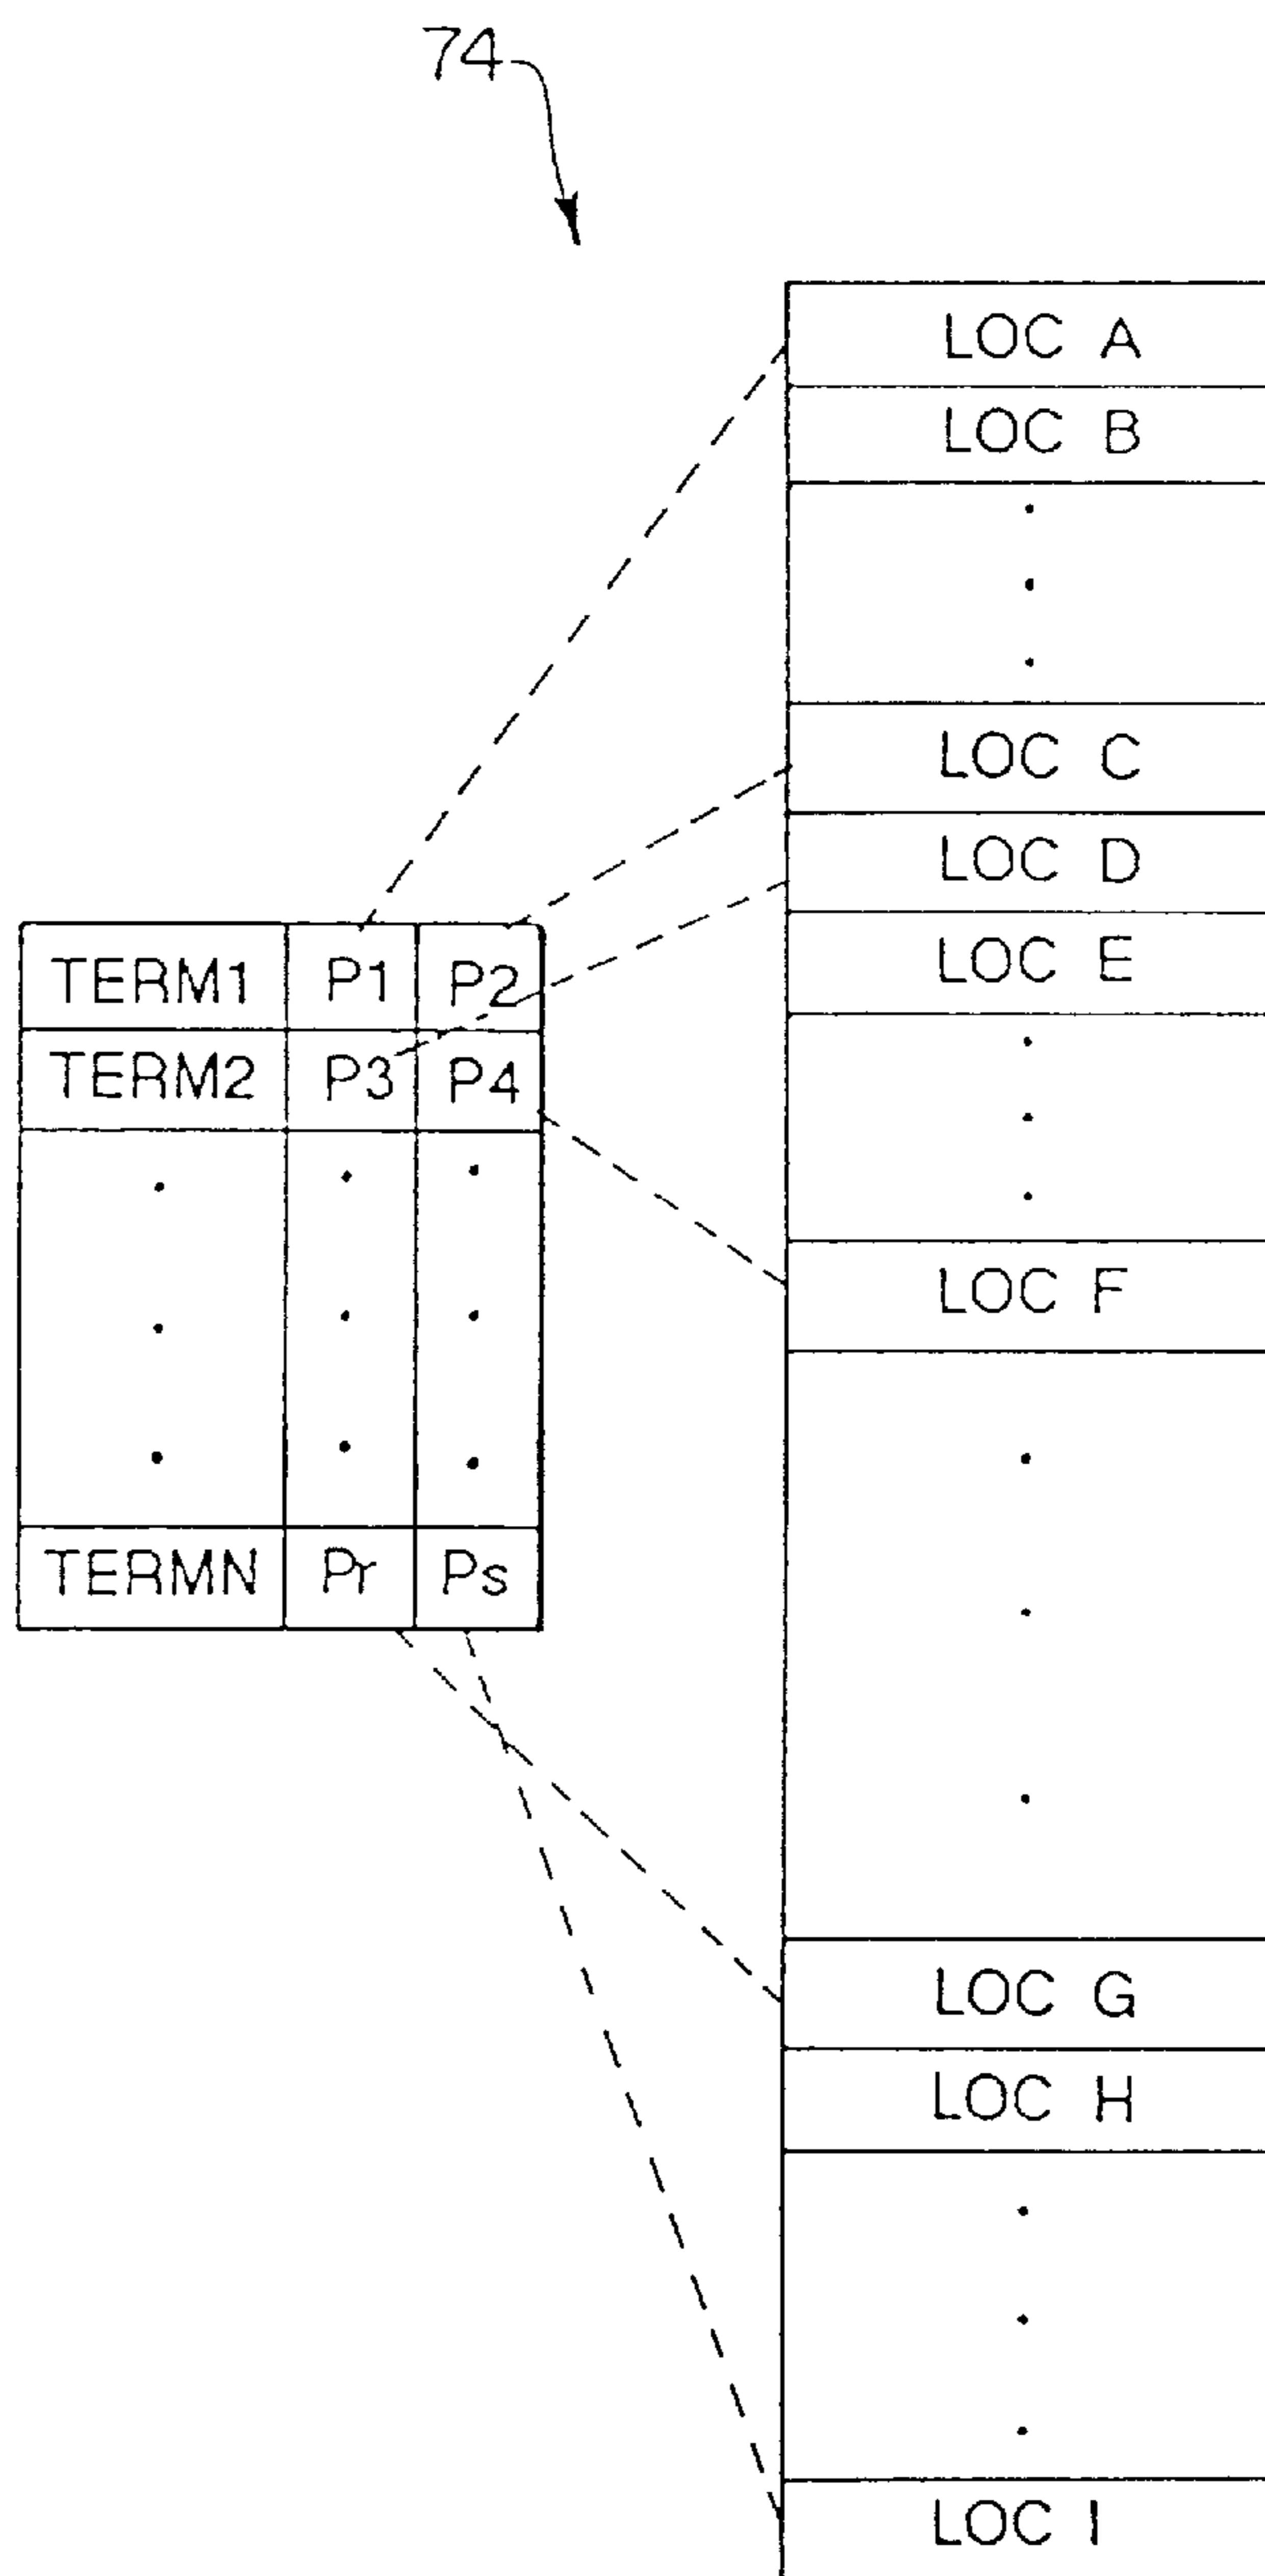 74
LOC A
LOC B
LOC C
LOC D
LOC E
LOC F
LOC G
LOC H
LOC I
TERM1 P1 P2
TERM2 P3 P4
TERMN Pr Ps